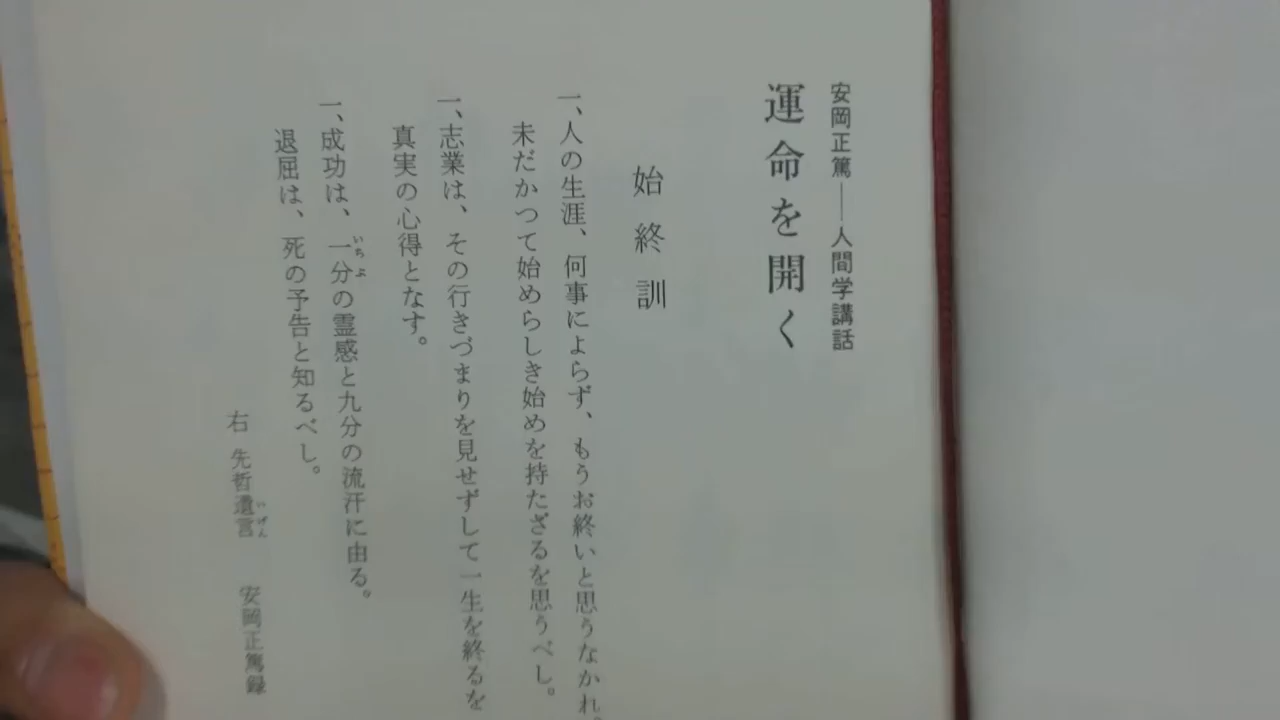 安岡正篤──人間学講話
運命を開く
始終訓
一、人の生涯、何事によらず、もうお終いと思うなかれ。
未だかつて始めらしき始めを持たざるを思うべし。
一、志業は、その行きづまりを見せずして一生を終るを
真実の心得となす。
一、成功は、一分の霊感と九分の流汗に由る。
いちぶ
退屈は、死の予告と知るべし。
右 先哲遺言 安岡正篤録
いげん